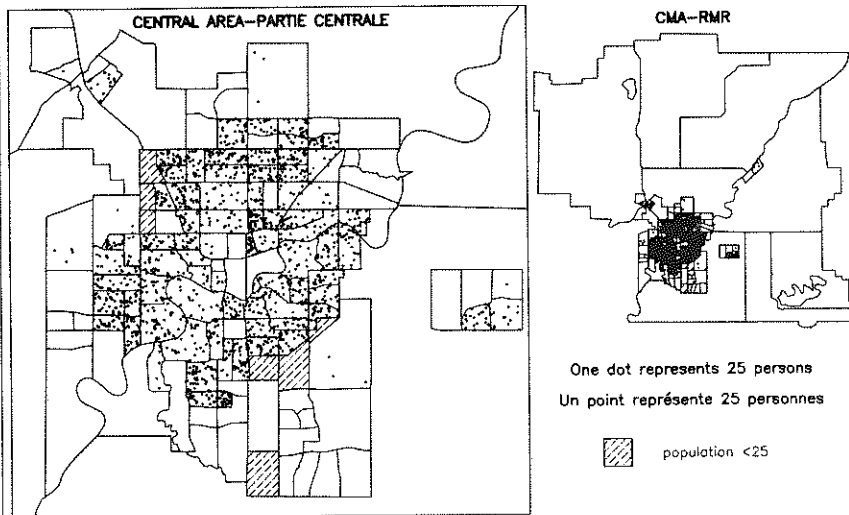 CENTRAL AREA–PARTIE CENTRALE
CMA–RMR
One dot represents 25 persons
Un point représente 25 personnes
population <25